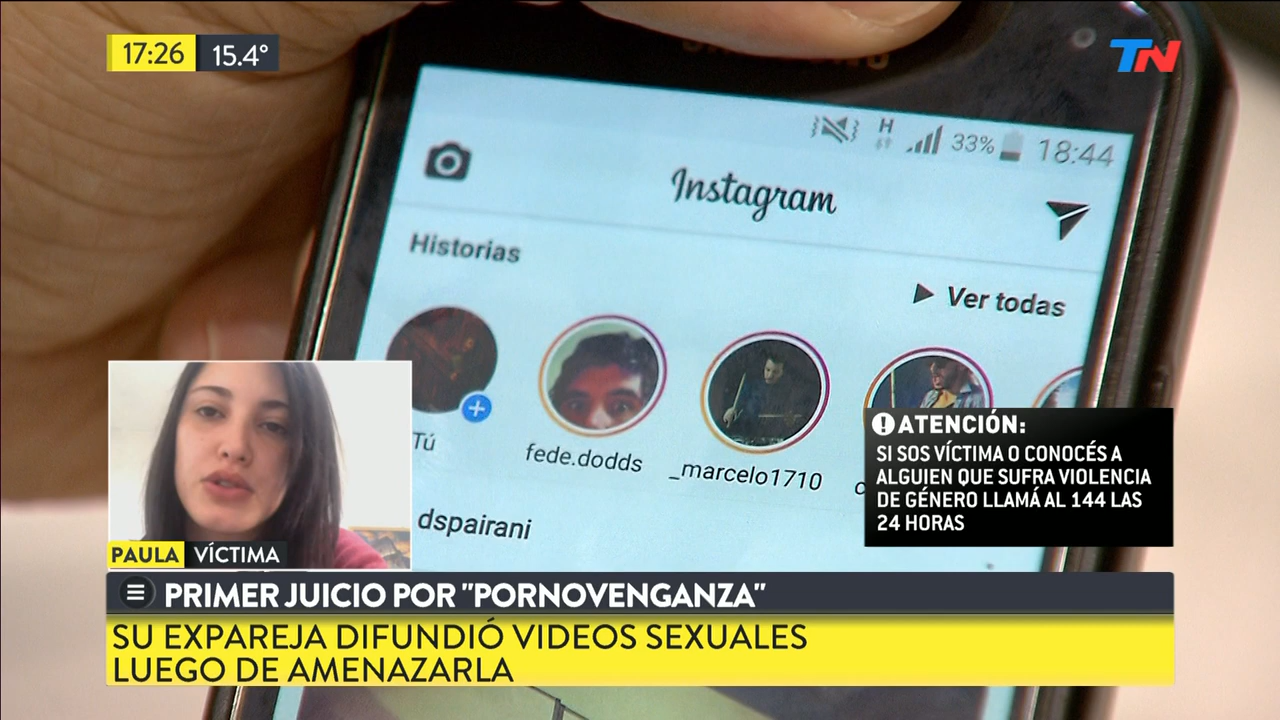 17:26 15.4°
TN
H 33% 18:44
Instagram
Historias
Ver todas
Tú
fede.dodds
_marcelo1710
dspairani
ATENCIÓN:
SI SOS VÍCTIMA O CONOCÉS A
ALGUIEN QUE SUFRA VIOLENCIA
DE GÉNERO LLAMÁ AL 144 LAS
24 HORAS
PAULA VÍCTIMA
PRIMER JUICIO POR "PORNOVENGANZA"
SU EXPAREJA DIFUNDIÓ VIDEOS SEXUALES
LUEGO DE AMENAZARLA